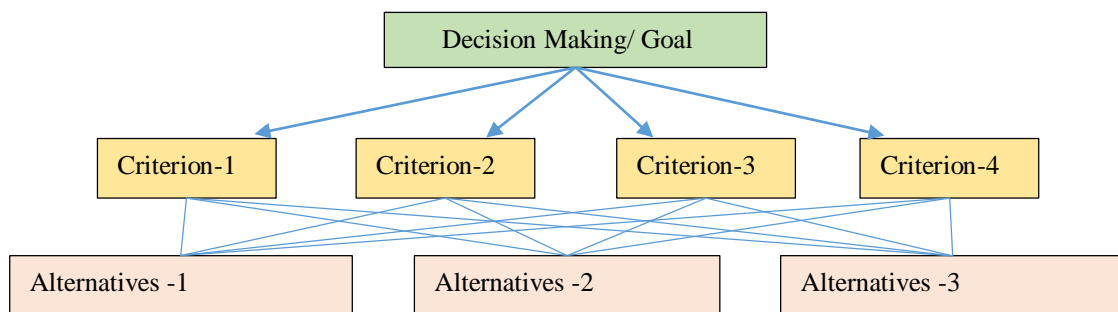 Decision Making/ Goal
Criterion-1
Criterion-2
Criterion-3
Criterion-4
Alternatives -1
Alternatives -2
Alternatives -3